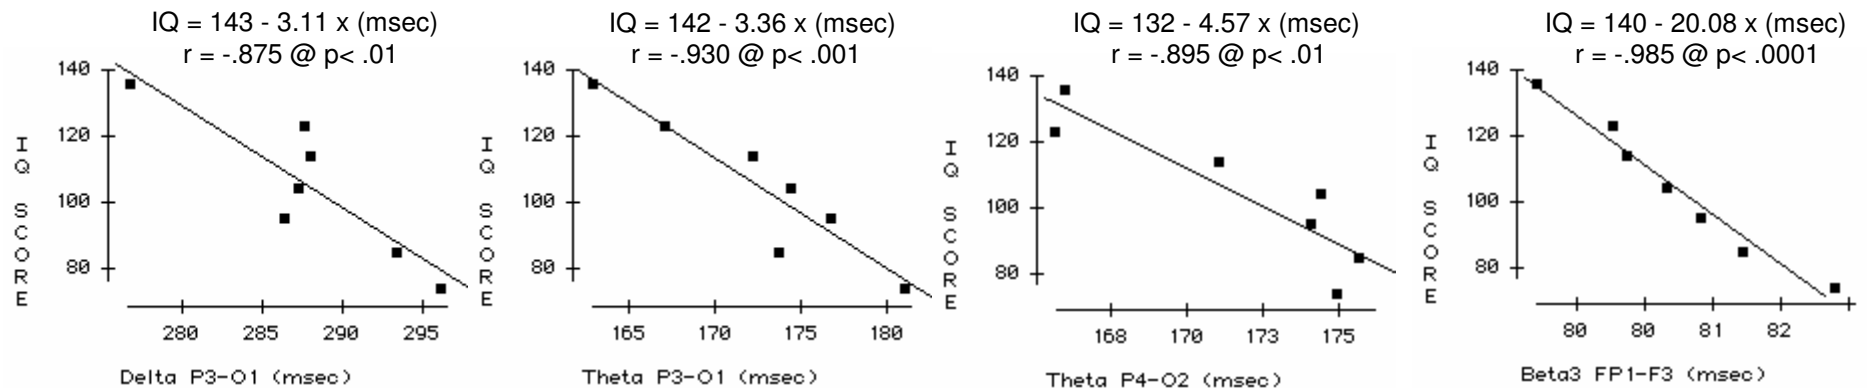 IQ = 143 - 3.11 x (msec)
r = -.875 @ p< .01
140
120
100
80
IQ SCORE
280 285 290 295
Delta P3-O1 (msec)
IQ = 142 - 3.36 x (msec)
r = -.930 @ p< .001
140
120
100
80
IQ SCORE
165 170 175 180
Theta P3-O1 (msec)
IQ = 132 - 4.57 x (msec)
r = -.895 @ p< .01
140
120
100
80
IQ SCORE
168 170 173 175
Theta P4-O2 (msec)
IQ = 140 - 20.08 x (msec)
r = -.985 @ p< .0001
140
120
100
80
IQ SCORE
80 80 81 82
Beta3 FP1-F3 (msec)